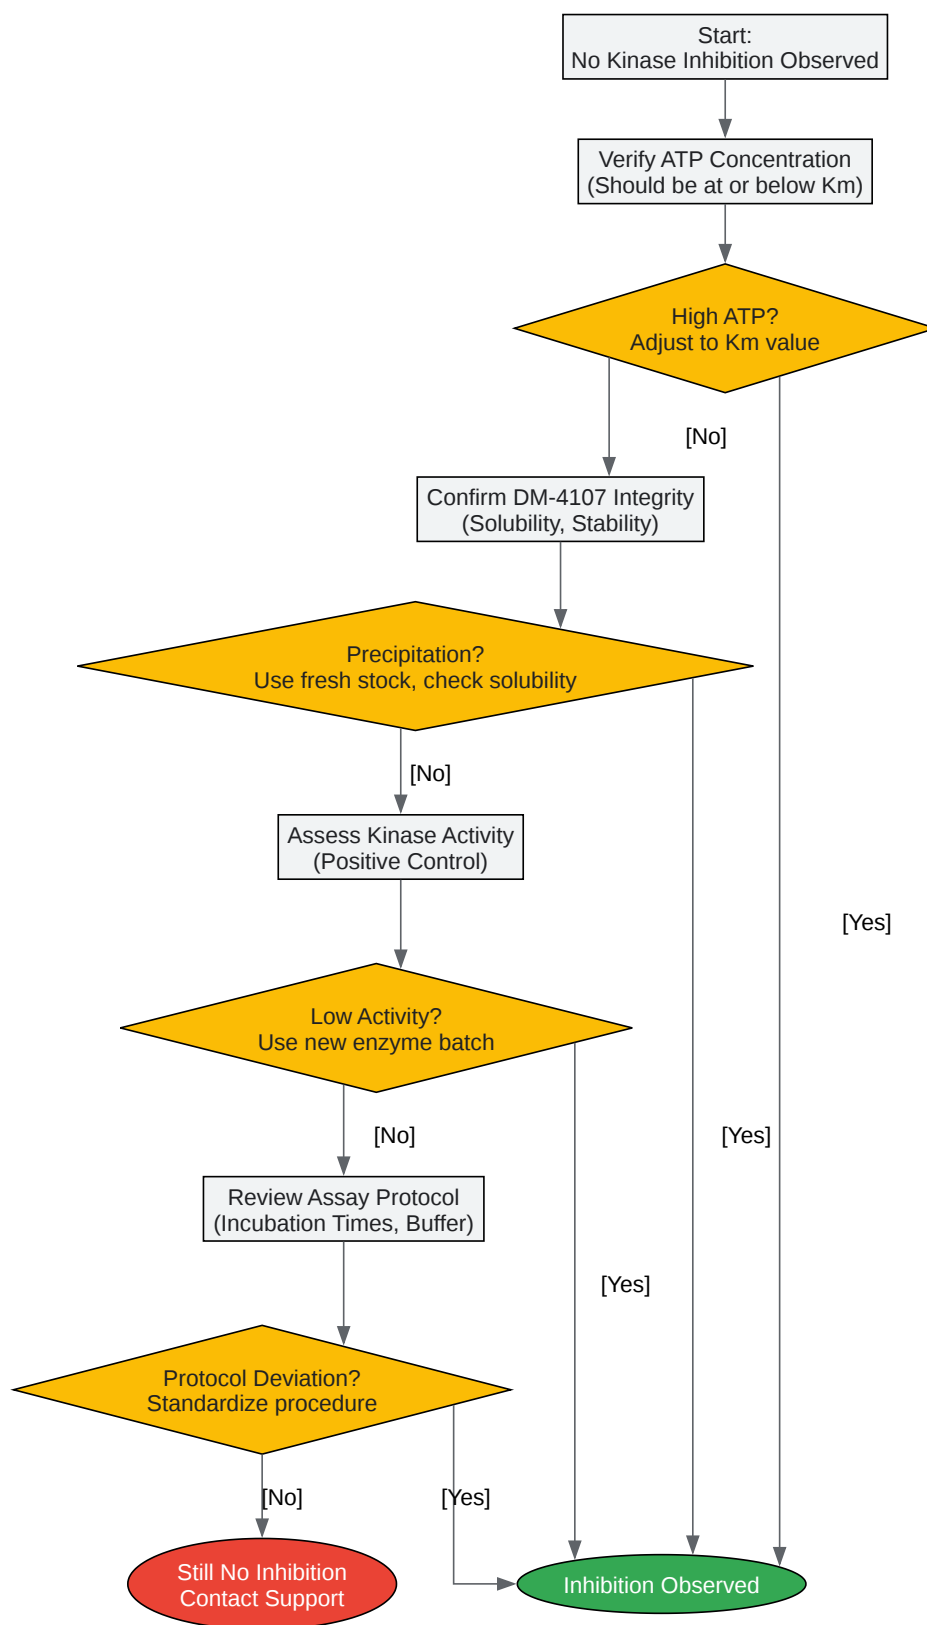 Start:
No Kinase Inhibition Observed
Verify ATP Concentration
(Should be at or below Km)
High ATP?
Adjust to Km value
[No]
Confirm DM-4107 Integrity
(Solubility, Stability)
Precipitation?
Use fresh stock, check solubility
[No]
Assess Kinase Activity
(Positive Control)
[Yes]
Low Activity?
Use new enzyme batch
[No]
[Yes]
Review Assay Protocol
(Incubation Times, Buffer)
[Yes]
Protocol Deviation?
Standardize procedure
[No]
[Yes]
Still No Inhibition
Contact Support
Inhibition Observed